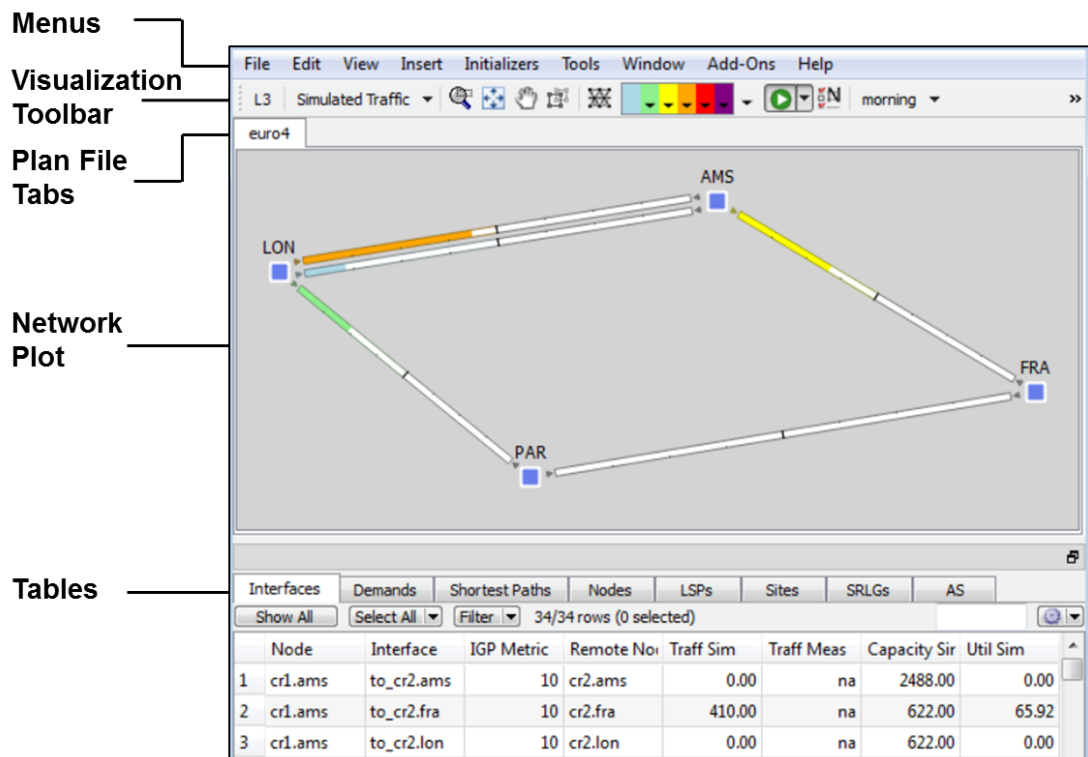 Menus
Visualization
Toolbar
Plan File
Tabs
Network
Plot
Tables
File Edit View Insert Initializers Tools Window Add-Ons Help
L3 Simulated Traffic morning »
euro4
AMS
LON
FRA
PAR
Interfaces Demands Shortest Paths Nodes LSPs Sites SRLGs AS
Show All Select All Filter 34/34 rows (0 selected)
Node Interface IGP Metric Remote No Traff Sim Traff Meas Capacity Sir Util Sim
1 cr1.ams to_cr2.ams 10 cr2.ams 0.00 na 2488.00 0.00
2 cr1.ams to_cr2.fra 10 cr2.fra 410.00 na 622.00 65.92
3 cr1.ams to_cr2.lon 10 cr2.lon 0.00 na 622.00 0.00